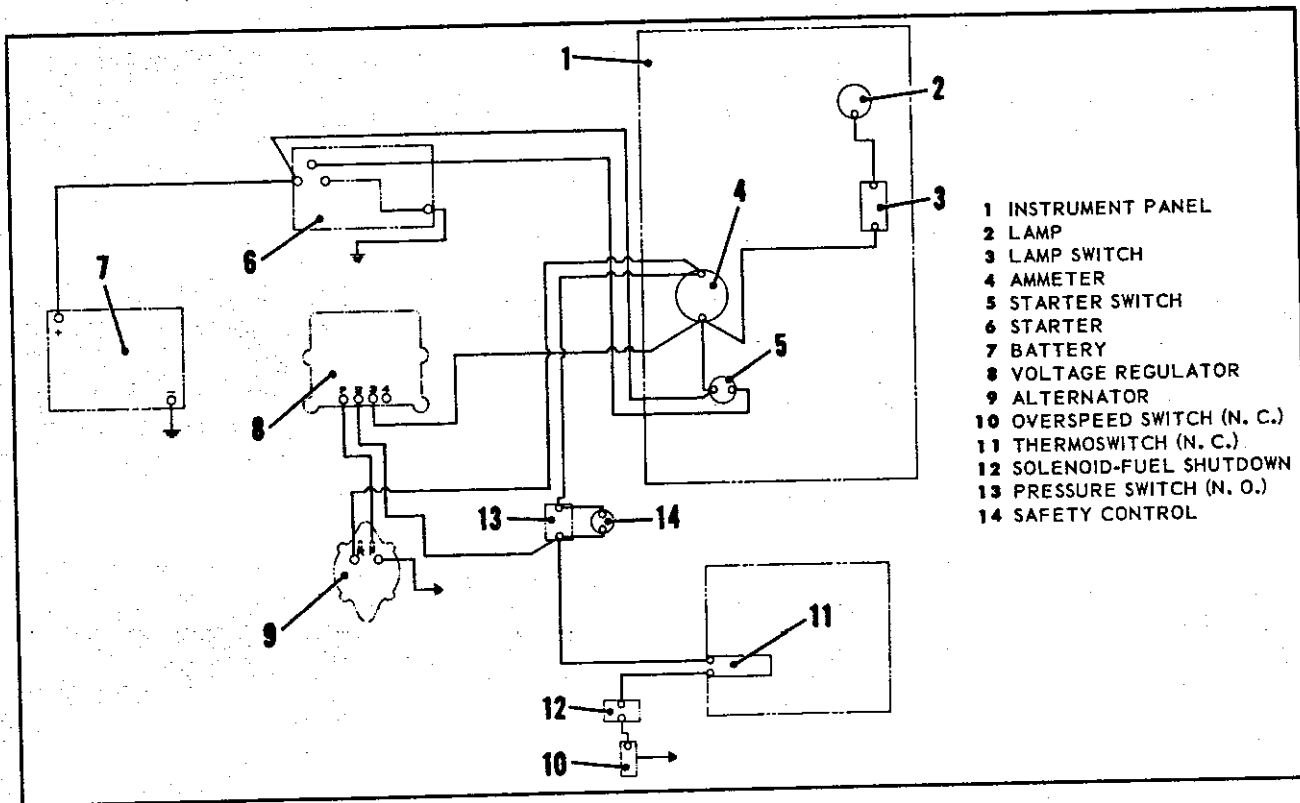 1
2
3
4
5
6
7
8
9
10
11
12
13
14
+
1 2 3 4
1 INSTRUMENT PANEL
2 LAMP
3 LAMP SWITCH
4 AMMETER
5 STARTER SWITCH
6 STARTER
7 BATTERY
8 VOLTAGE REGULATOR
9 ALTERNATOR
10 OVERSPEED SWITCH (N. C.)
11 THERMOSWITCH (N. C.)
12 SOLENOID-FUEL SHUTDOWN
13 PRESSURE SWITCH (N. O.)
14 SAFETY CONTROL